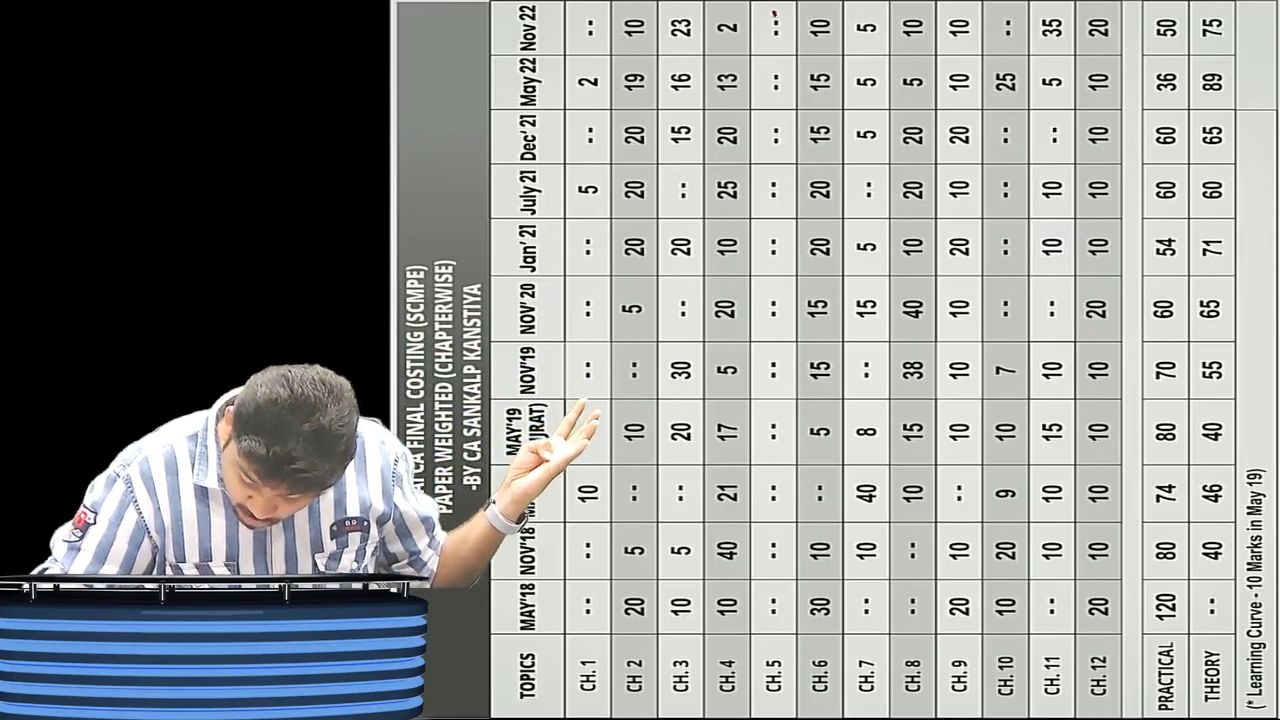 CA FINAL COSTING (SCMPE)
PAPER WEIGHTED (CHAPTERWISE)
-BY CA SANKALP KANSTIYA
TOPICS MAY'18 NOV'18 MAY'19 NOV'19 NOV'20 Jan'21 July 21 Dec'21 May 22 Nov 22
CH. 1 -- -- 10 -- -- -- 5 -- 2 --
CH 2 20 5 -- 10 -- 5 20 20 20 19 10
CH. 3 10 5 -- 20 30 -- 20 -- 15 16 23
CH. 4 10 40 21 17 5 20 10 25 20 13 2
CH. 5 -- -- -- -- -- -- -- -- -- -- --
CH. 6 30 10 -- 5 15 15 20 20 15 15 10
CH. 7 -- 10 40 8 -- 15 5 -- 5 5 5
CH. 8 -- -- 10 15 38 40 10 20 20 5 10
CH. 9 20 10 -- 10 10 10 20 10 20 10 10
CH. 10 10 20 9 10 7 -- -- -- -- 25 --
CH. 11 -- 10 10 15 10 -- 10 10 -- 5 35
CH. 12 20 10 10 10 10 20 10 10 10 10 20
PRACTICAL 120 80 74 80 70 60 54 60 60 36 50
THEORY -- 40 46 40 55 65 71 60 65 89 75
(* Learning Curve - 10 Marks in May 19)